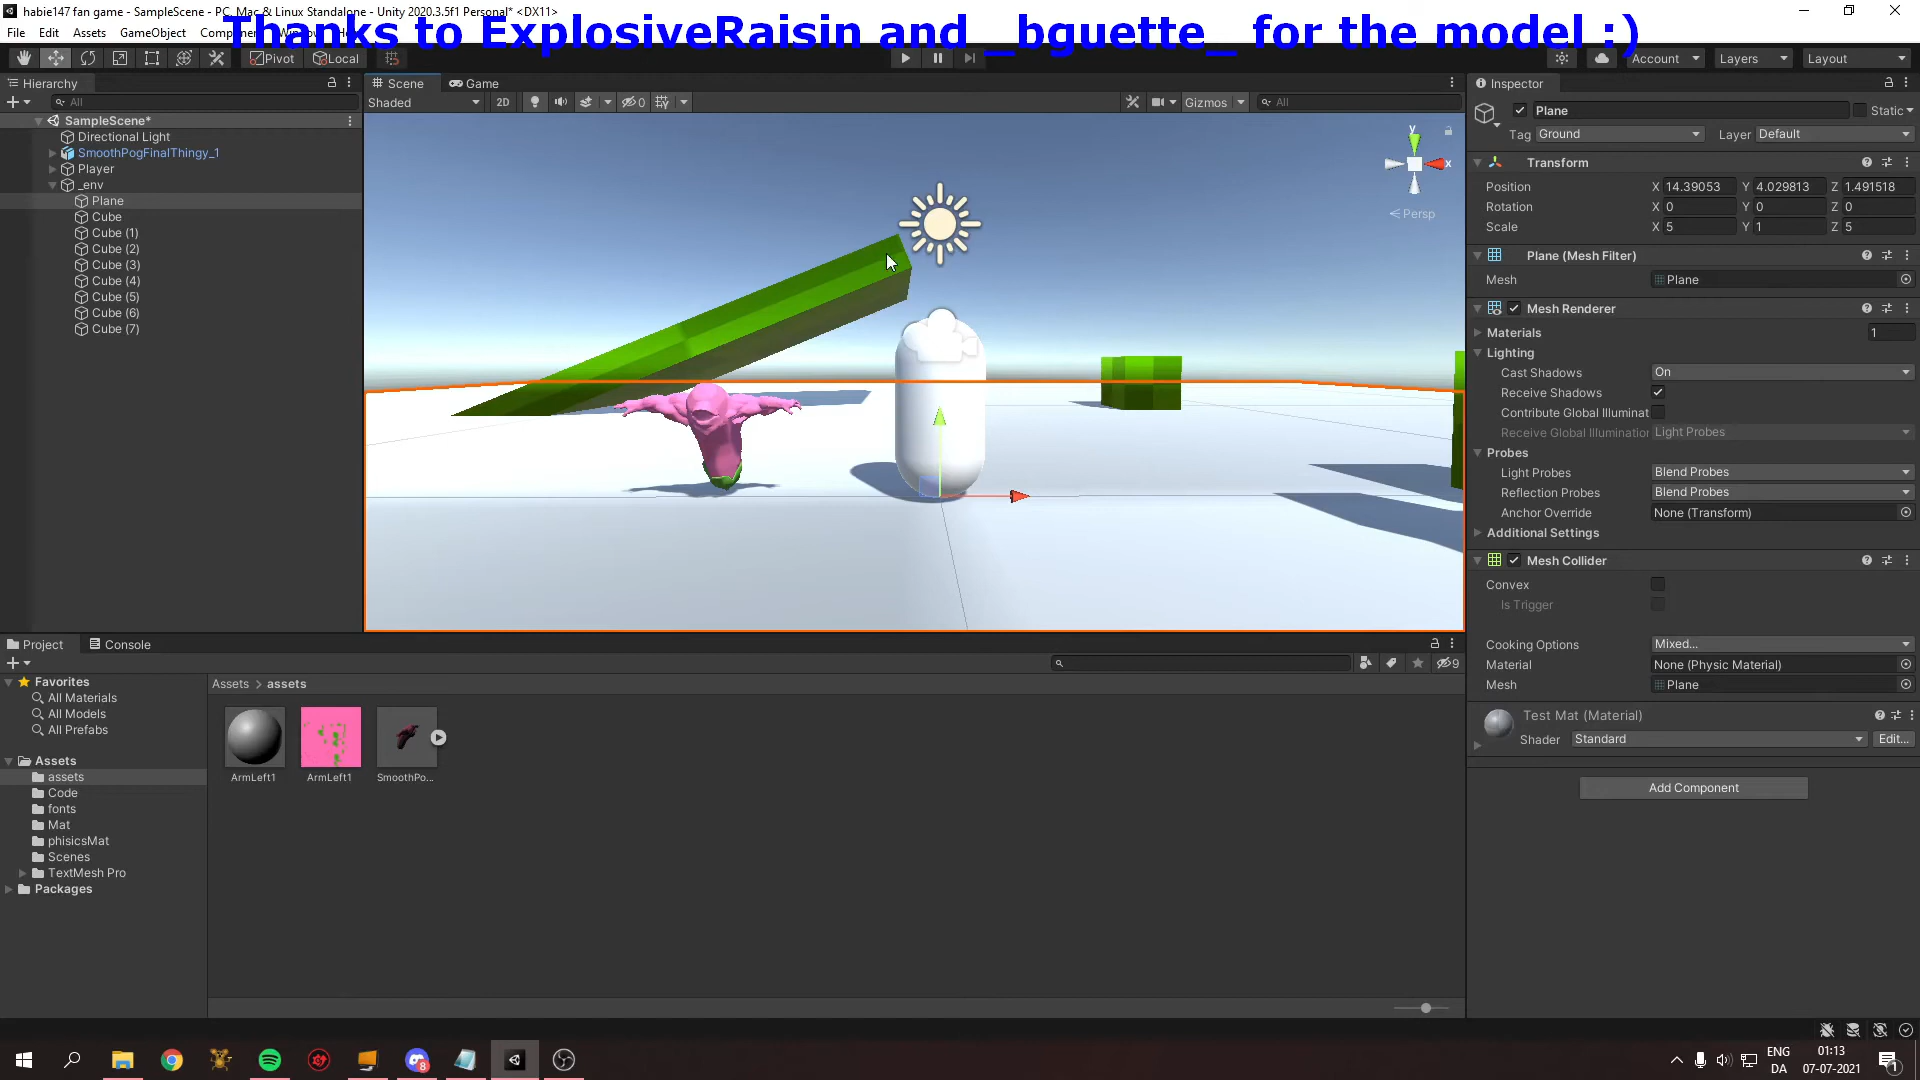 habie147 fan game - SampleScene - PC, Mac & Linux Standalone - Unity 2020.3.5f1 Personal* <DX11>
Thanks to ExplosiveRaisin and __bguette_ for the model :)
File Edit Assets GameObject
Pivot Local Account Layers Layout
Hierarchy
All
SampleScene*
Directional Light
SmoothPogFinalThingy_1
Player
_env
Plane
Cube
Cube (1)
Cube (2)
Cube (3)
Cube (4)
Cube (5)
Cube (6)
Cube (7)
Scene Game
Shaded 2D 0 Gizmos All
y
x
Persp
Inspector
Plane Static
Tag Ground Layer Default
Transform
Position X 14.39053 Y 4.029813 Z 1.491518
Rotation X 0 Y 0 Z 0
Scale X 5 Y 1 Z 5
Plane (Mesh Filter)
Mesh Plane
Mesh Renderer
Materials 1
Lighting
Cast Shadows On
Receive Shadows
Contribute Global Illuminat
Receive Global Illumination Light Probes
Probes
Light Probes Blend Probes
Reflection Probes Blend Probes
Anchor Override None (Transform)
Additional Settings
Mesh Collider
Convex
Is Trigger
Cooking Options Mixed...
Material None (Physic Material)
Mesh Plane
Test Mat (Material)
Shader Standard Edit...
Add Component
Project Console
9
Favorites
All Materials
All Models
All Prefabs
Assets
assets
Code
fonts
Mat
phisicsMat
Scenes
TextMesh Pro
Packages
Assets > assets
ArmLeft1 ArmLeft1 SmoothPo...
8
ENG
DA
01:13
07-07-2021
1